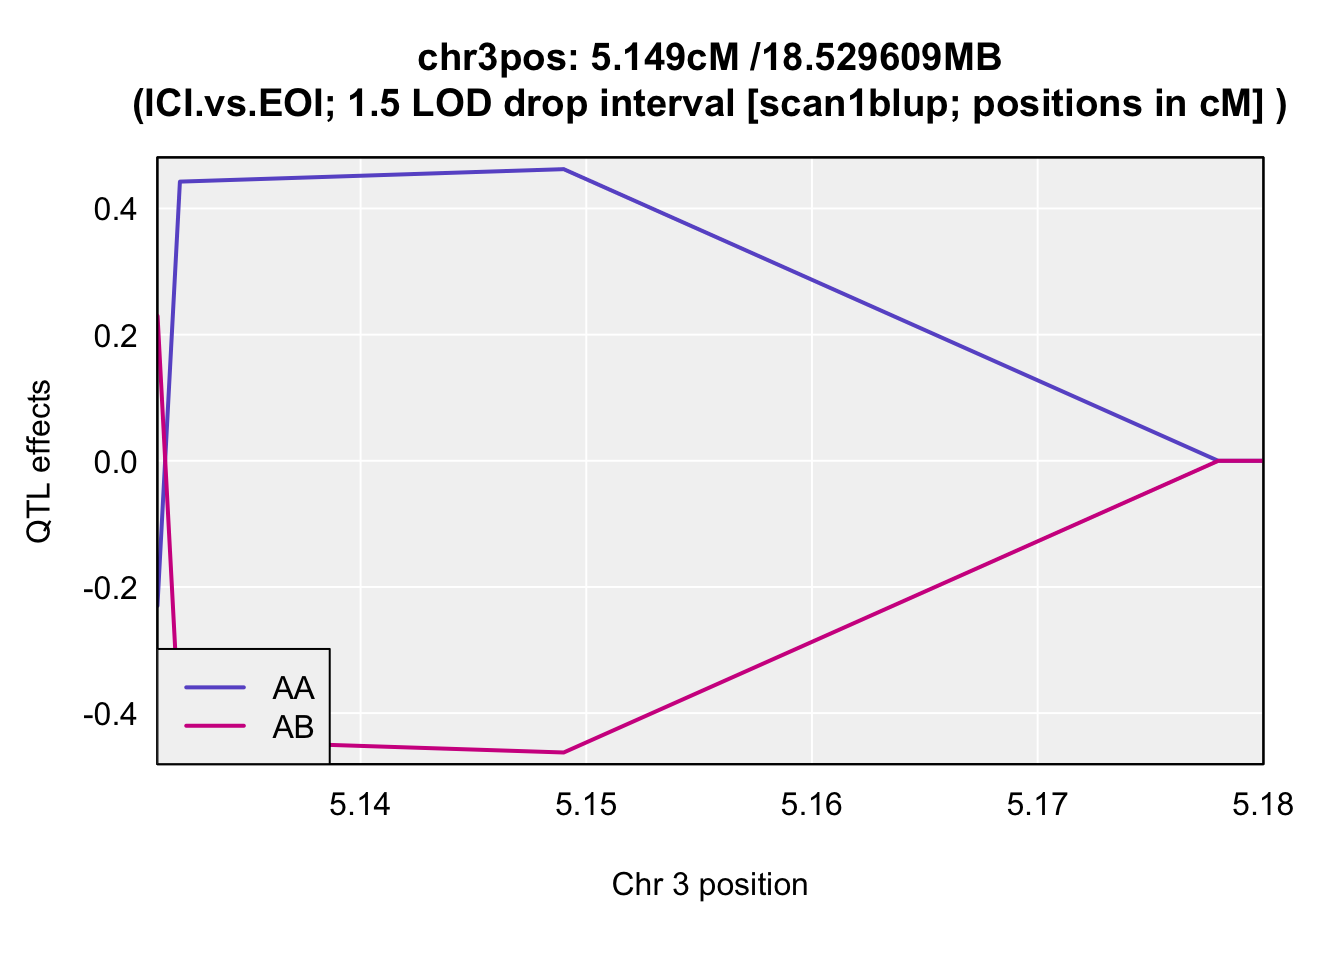 chr3pos: 5.149cM /18.529609MB
(ICI.vs.EOI; 1.5 LOD drop interval [scan1blup; positions in cM] )
QTL effects
0.4
0.2
0.0
-0.2
-0.4
AA
AB
5.14 5.15 5.16 5.17 5.18
Chr 3 position